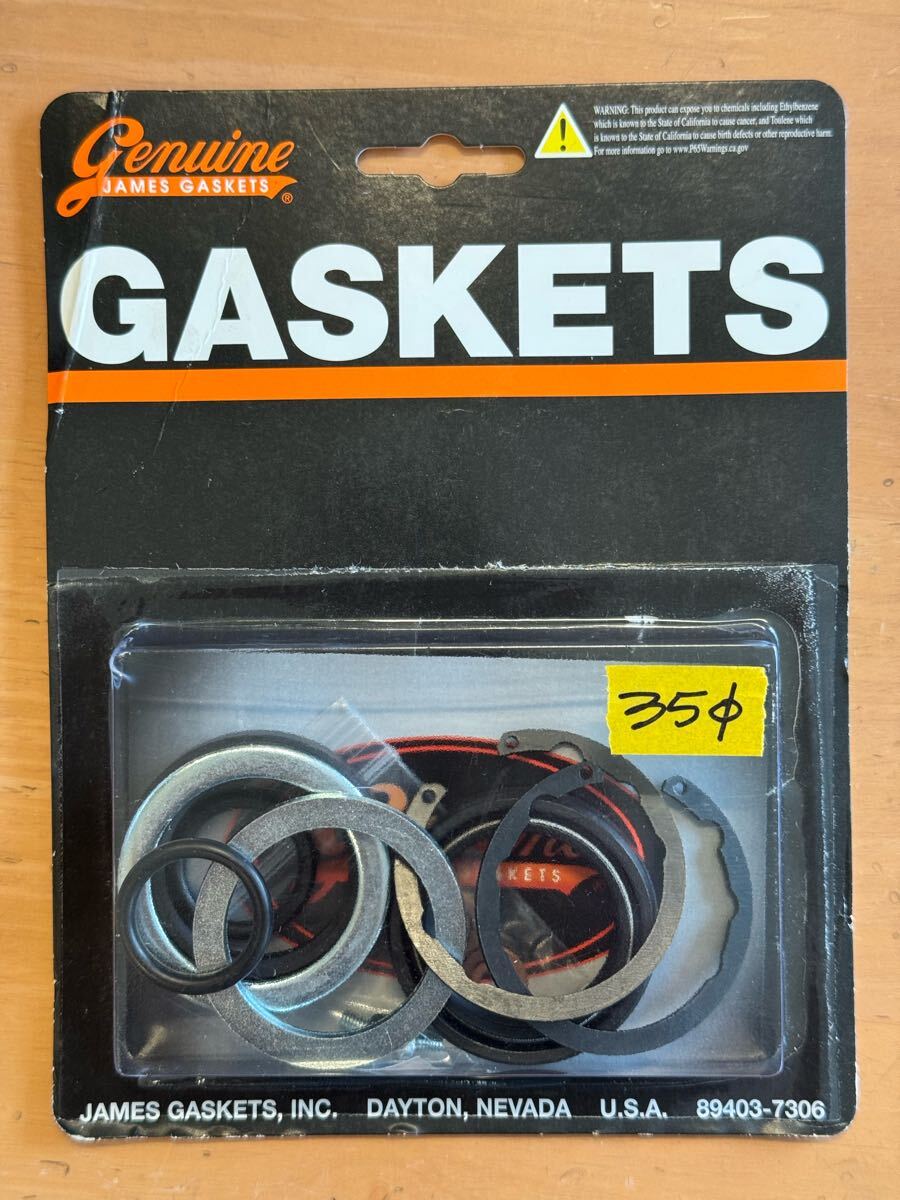 Genuine
JAMES GASKETS
®
WARNING: This product can expose you to chemicals including Ethylbenzene
which is known to the State of California to cause cancer, and Toulene which
is known to the State of California to cause birth defects or other reproductive harm.
For more information go to www.P65Warnings.ca.gov
GASKETS
35φ
KETS
JAMES GASKETS, INC. DAYTON, NEVADA U.S.A. 89403-7306